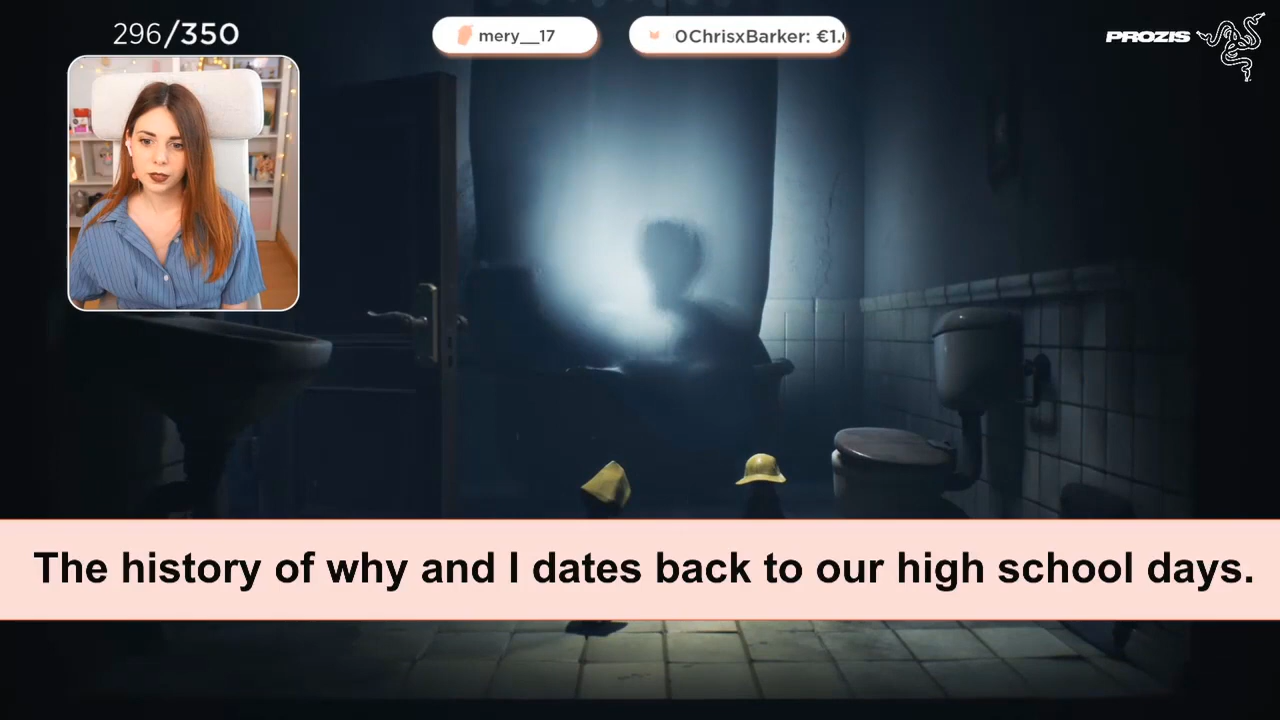 296/350
mery__17
0ChrisxBarker: €1.
PROZIS
The history of why and I dates back to our high school days.